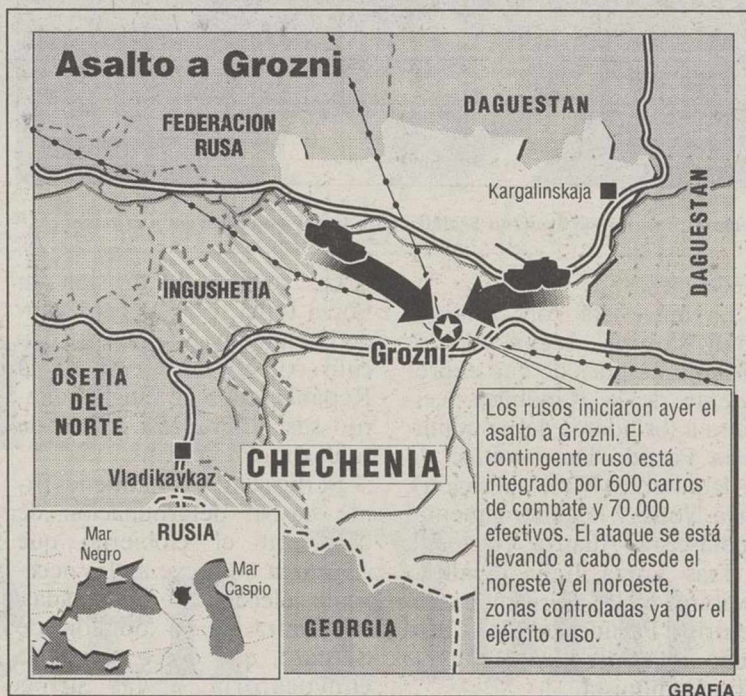 Asalto a Grozni
FEDERACION
RUSA
DAGUESTAN
Kargalinskaja
DAGUESTAN
INGUSHETIA
Grozni
OSETIA
DEL
NORTE
Vladikavkaz
CHECHENIA
Los rusos iniciaron ayer el
asalto a Grozni. El
contingente ruso está
integrado por 600 carros
de combate y 70.000
efectivos. El ataque se está
llevando a cabo desde el
noreste y el noroeste,
zonas controladas ya por el
ejército ruso.
RUSIA
Mar
Negro
Mar
Caspio
GEORGIA
GRAFÍA